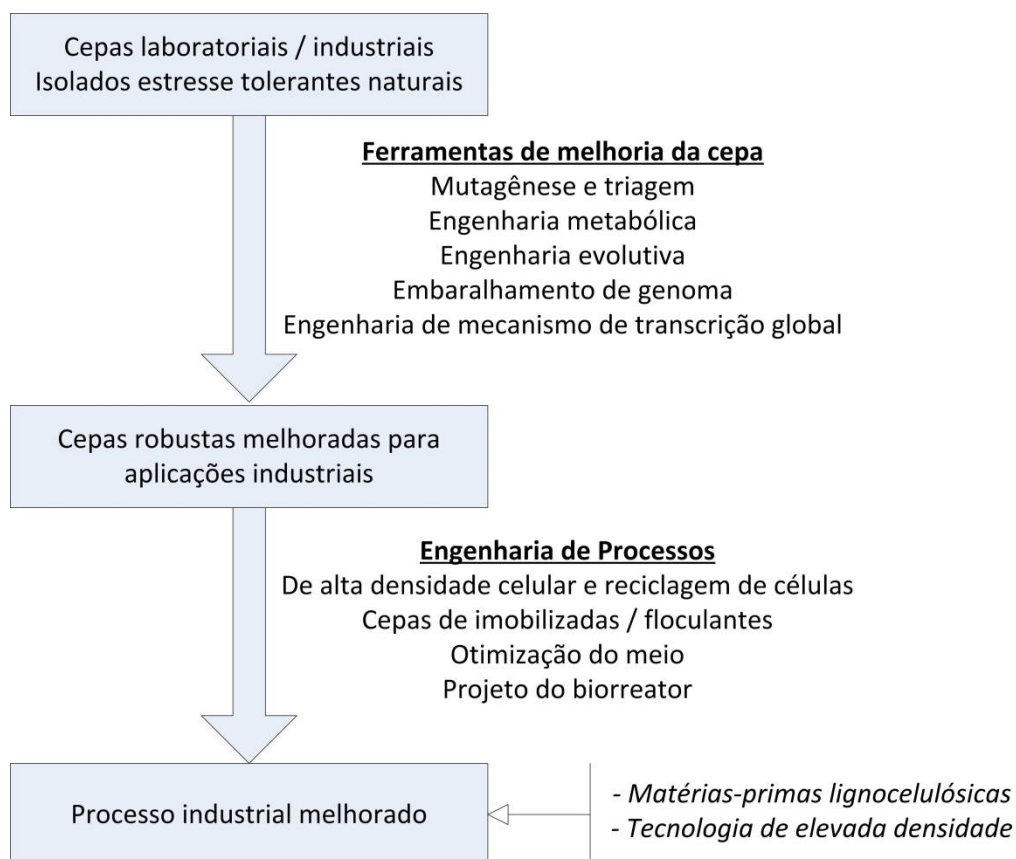 Cepas laboratoriais / industriais
Isolados estresse tolerantes naturais
Ferramentas de melhoria da cepa
Mutagênese e triagem
Engenharia metabólica
Engenharia evolutiva
Embaralhamento de genoma
Engenharia de mecanismo de transcrição global
Cepas robustas melhoradas para
aplicações industriais
Engenharia de Processos
De alta densidade celular e reciclagem de células
Cepas de imobilizadas / floculantes
Otimização do meio
Projeto do biorreator
Processo industrial melhorado
- Matérias-primas lignocelulósicas
- Tecnologia de elevada densidade